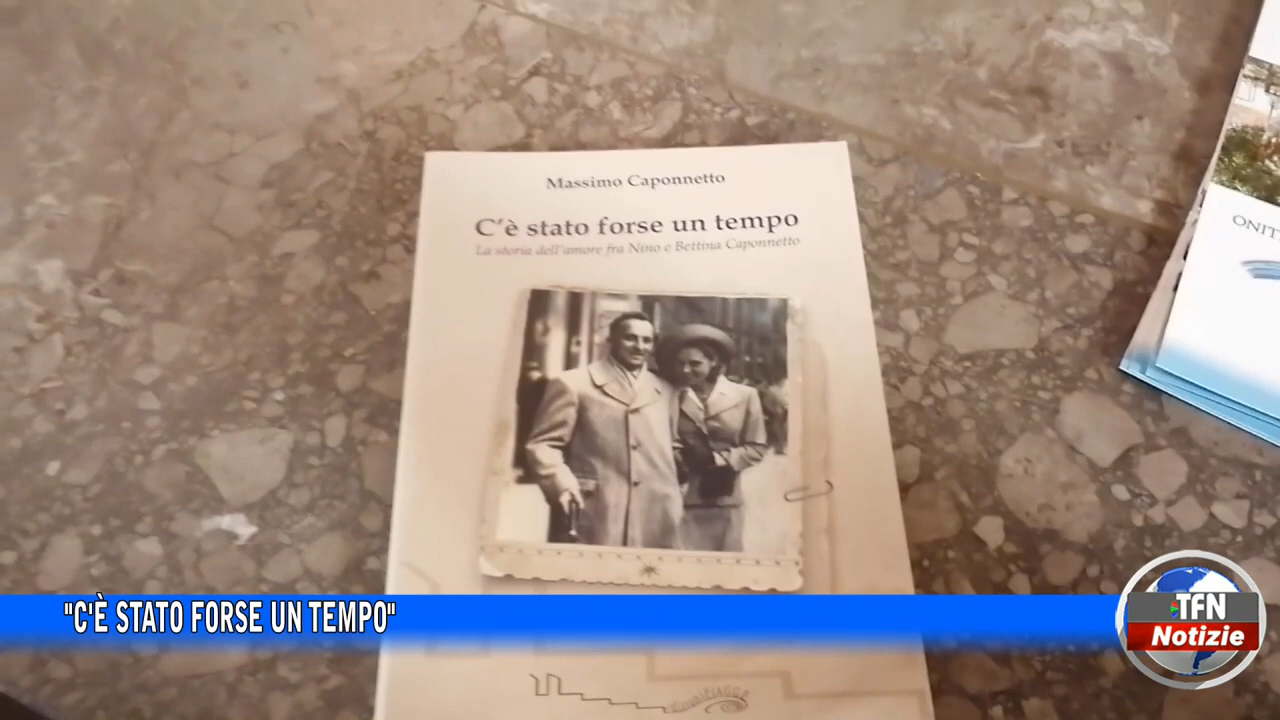 Massimo Caponnetto
C'è stato forse un tempo
La storia dell'amore fra Nino e Bettina Caponnetto
ONIT
"C'È STATO FORSE UN TEMPO"
TFN
Notizie